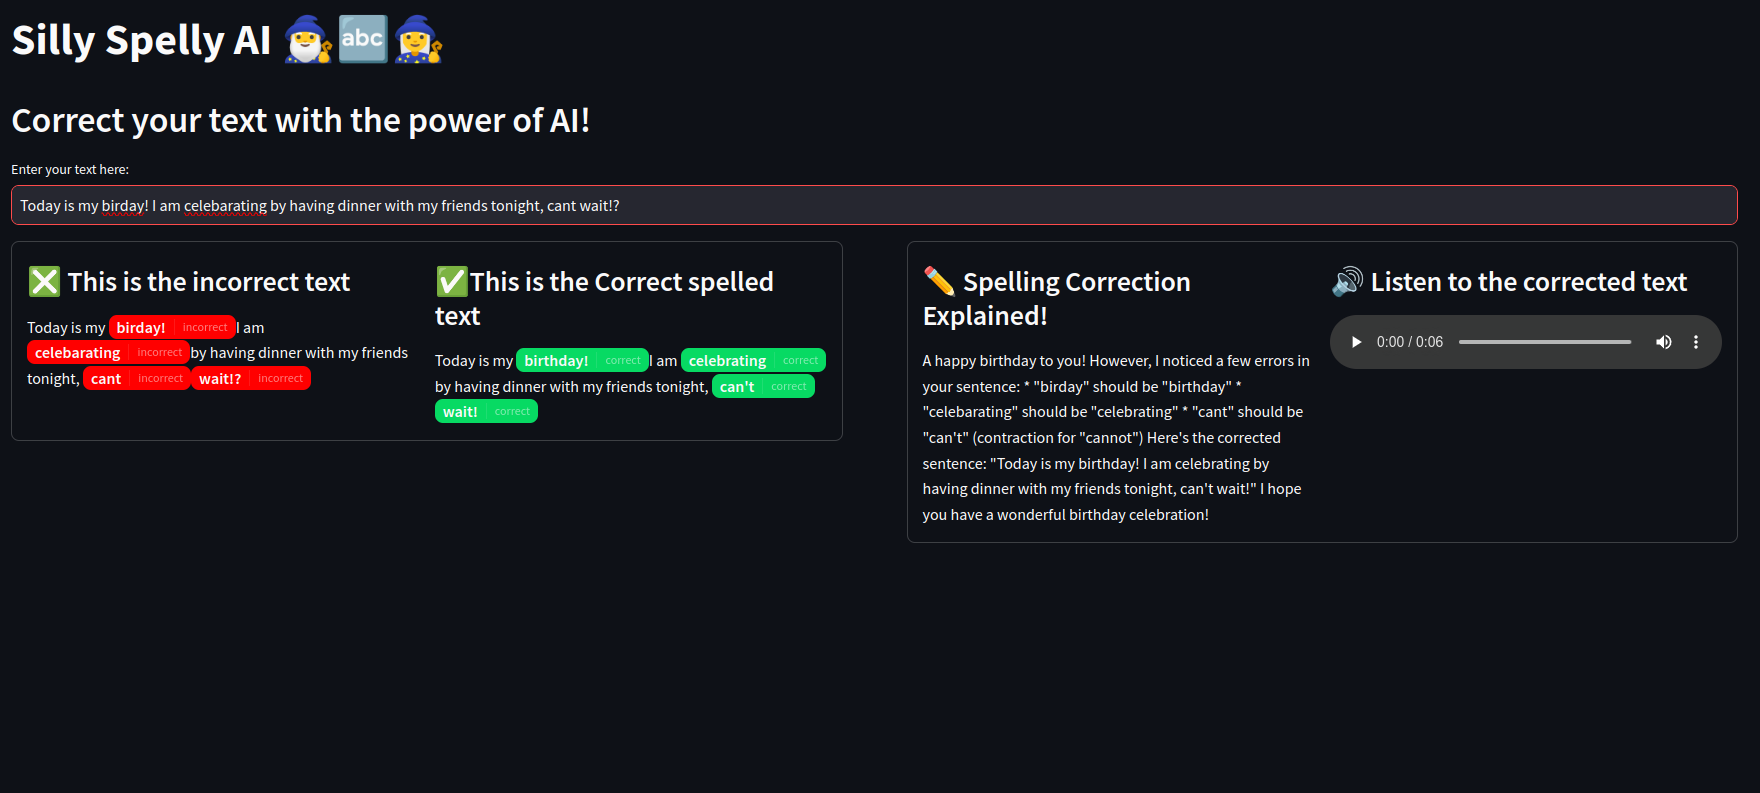 Silly Spelly AI 🧙‍♂️🔤🧙‍♀️
Correct your text with the power of AI!
Enter your text here:
Today is my birday! I am celebarating by having dinner with my friends tonight, cant wait!?
❎ This is the incorrect text
Today is my birday! incorrect I am
celebarating incorrect by having dinner with my friends
tonight, cant incorrect wait!? incorrect
✅This is the Correct spelled
text
Today is my birthday! correct I am celebrating correct
by having dinner with my friends tonight, can't correct
wait! correct
✏️ Spelling Correction
Explained!
A happy birthday to you! However, I noticed a few errors in
your sentence: * "birday" should be "birthday" *
"celebarating" should be "celebrating" * "cant" should be
"can't" (contraction for "cannot") Here's the corrected
sentence: "Today is my birthday! I am celebrating by
having dinner with my friends tonight, can't wait!" I hope
you have a wonderful birthday celebration!
🔊 Listen to the corrected text
0:00 / 0:06